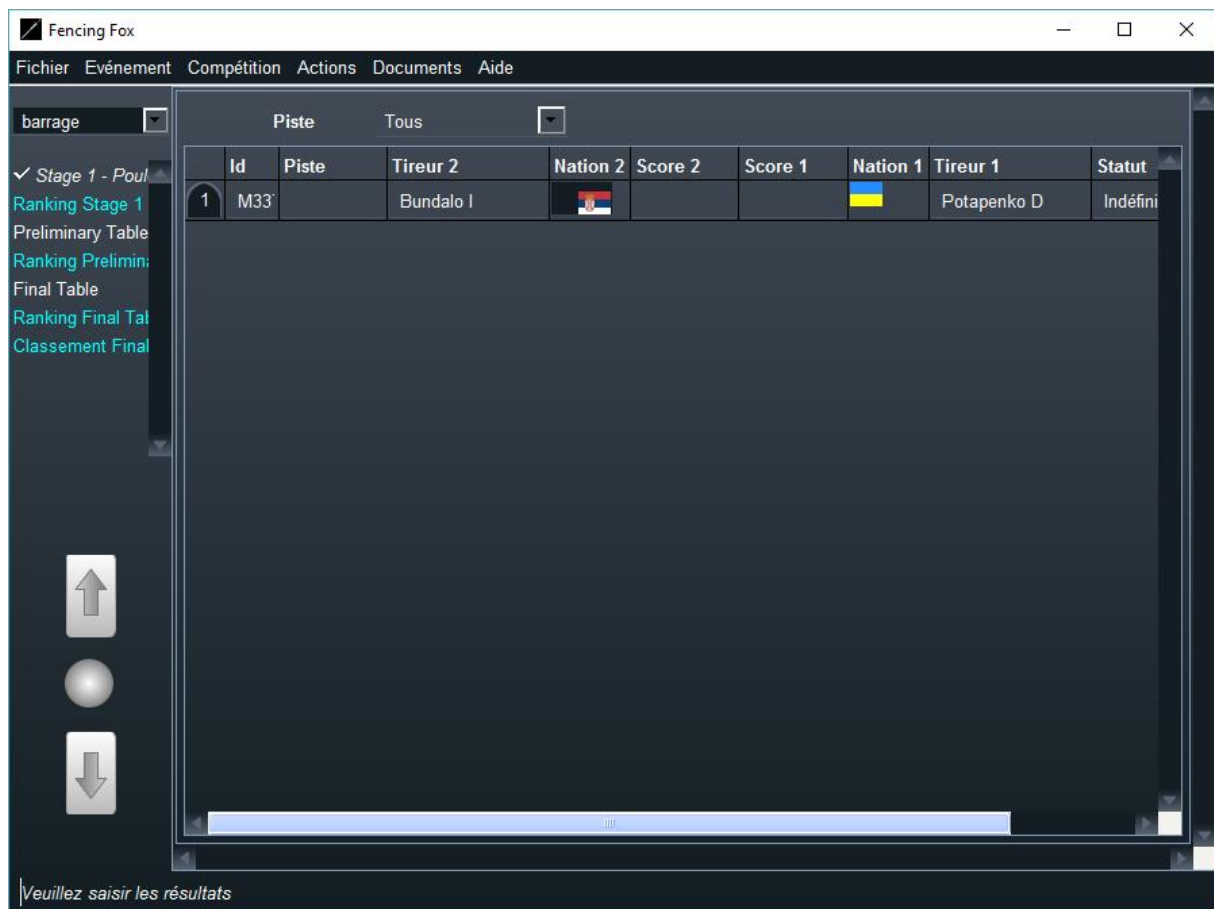 Fencing Fox
Fichier Evénement Compétition Actions Documents Aide
barrage
Piste Tous
Stage 1 - Poul
Ranking Stage 1
Preliminary Table
Ranking Prelimin
Final Table
Ranking Final Tab
Classement Final
Id Piste Tireur 2 Nation 2 Score 2 Score 1 Nation 1 Tireur 1 Statut
1 M33 Bundalo I Potapenko D Indéfini
Veuillez saisir les résultats